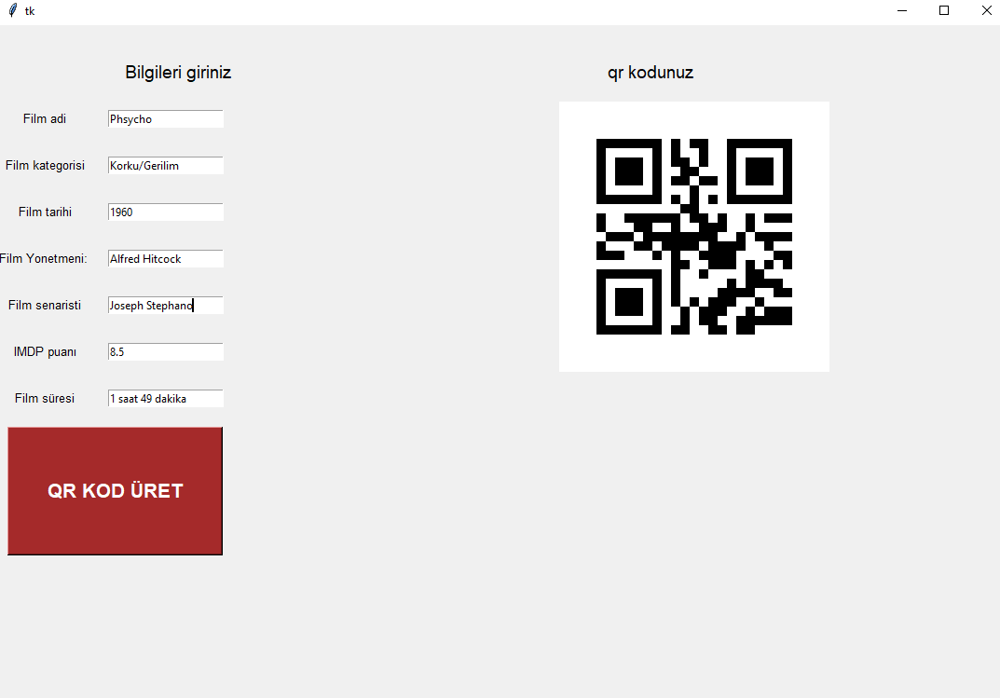 tk
Bilgileri giriniz
qr kodunuz
Film adi
Phsycho
Film kategorisi
Korku/Gerilim
Film tarihi
1960
Film Yonetmeni:
Alfred Hitcock
Film senaristi
Joseph Stephano
IMDP puanı
8.5
Film süresi
1 saat 49 dakika
QR KOD ÜRET